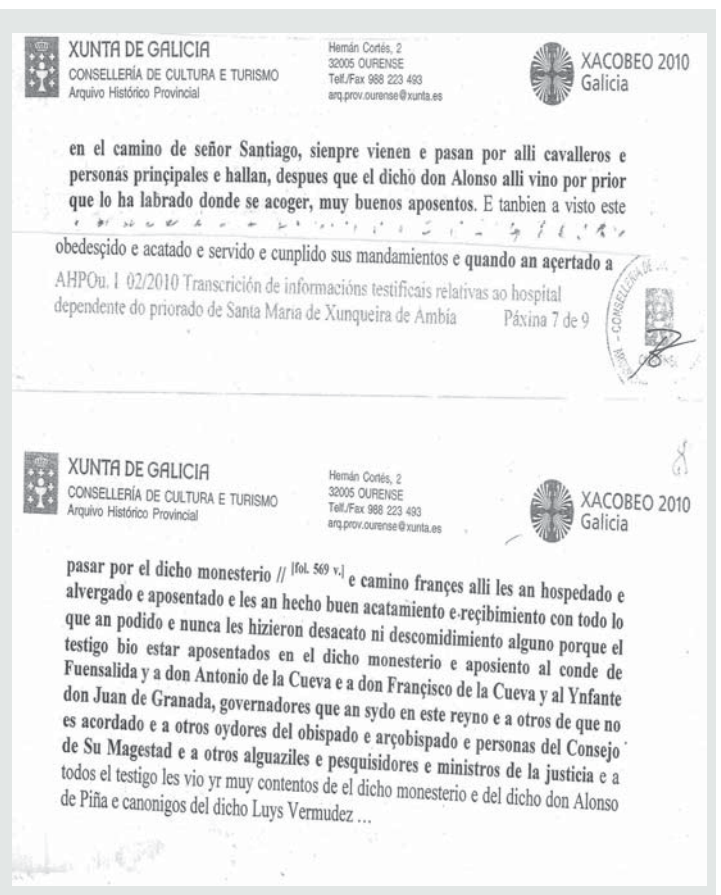 XUNTA DE GALICIA
CONSELLERÍA DE CULTURA E TURISMO
Arquivo Histórico Provincial
Hernán Cortés, 2
32005 OURENSE
Telf./Fax 988 223 493
arq.prov.ourense@xunta.es
XACOBEO 2010
Galicia
en el camino de señor Santiago, sienpre vienen e pasan por alli cavalleros e
personas prinçipales e hallan, despues que el dicho don Alonso alli vino por prior
que lo ha labrado donde se acoger, muy buenos aposentos. E tanbien a visto este
obedesçido e acatado e servido e cunplido sus mandamientos e quando an açertado a
AHPOu. I 02/2010 Transcrición de informacións testificais relativas ao hospital
dependente do priorado de Santa María de Xunqueira de Ambía Páxina 7 de 9
XUNTA DE GALICIA
CONSELLERÍA DE CULTURA E TURISMO
Arquivo Histórico Provincial
Hernán Cortés, 2
32005 OURENSE
Telf./Fax 988 223 493
arq.prov.ourense@xunta.es
XACOBEO 2010
Galicia
pasar por el dicho monesterio // [fol. 569 v.] e camino françes alli les an hospedado e
alvergado e aposentado e les an hecho buen acatamiento e reçibimiento con todo lo
que an podido e nunca les hizieron desacato ni descomidimiento alguno porque el
testigo bio estar aposentados en el dicho monesterio e aposiento al conde de
Fuensalida y a don Antonio de la Cueva e a don Françisco de la Cueva y al Ynfante
don Juan de Granada, governadores que an sydo en este reyno e a otros de que no
es acordado e a otros oydores del obispado e arçobispado e personas del Consejo
de Su Magestad e a otros alguaziles e pesquisidores e ministros de la justicia e a
todos el testigo les vio yr muy contentos de el dicho monesterio e del dicho don Alonso
de Piña e canonigos del dicho Luys Vermudez ...